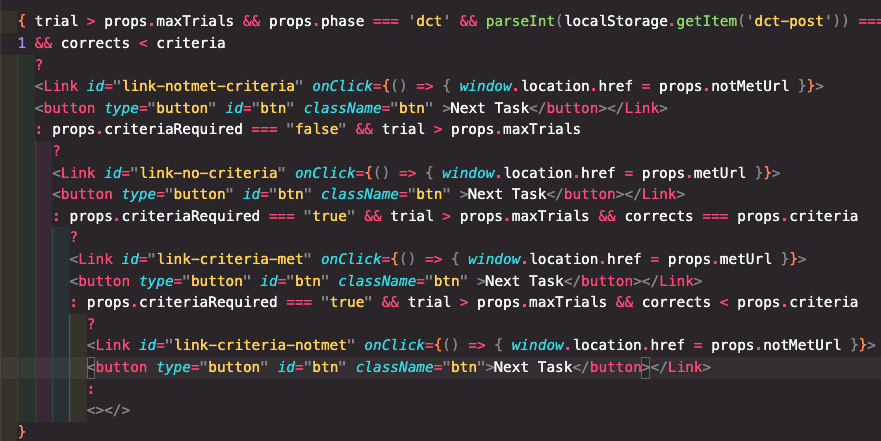 { trial > props.maxTrials && props.phase === 'dct' && parseInt(localStorage.getItem('dct-post')) ===
1 && corrects < criteria
?
<Link id="link-notmet-criteria" onClick={() => { window.location.href = props.notMetUrl }}>
<button type="button" id="btn" className="btn" >Next Task</button></Link>
: props.criteriaRequired === "false" && trial > props.maxTrials
?
<Link id="link-no-criteria" onClick={() => { window.location.href = props.metUrl }}>
<button type="button" id="btn" className="btn" >Next Task</button></Link>
: props.criteriaRequired === "true" && trial > props.maxTrials && corrects === props.criteria
?
<Link id="link-criteria-met" onClick={() => { window.location.href = props.metUrl }}>
<button type="button" id="btn" className="btn" >Next Task</button></Link>
: props.criteriaRequired === "true" && trial > props.maxTrials && corrects < props.criteria
?
<Link id="link-criteria-notmet" onClick={() => { window.location.href = props.notMetUrl }}>
<button type="button" id="btn" className="btn">Next Task</button></Link>
:
<></>
}